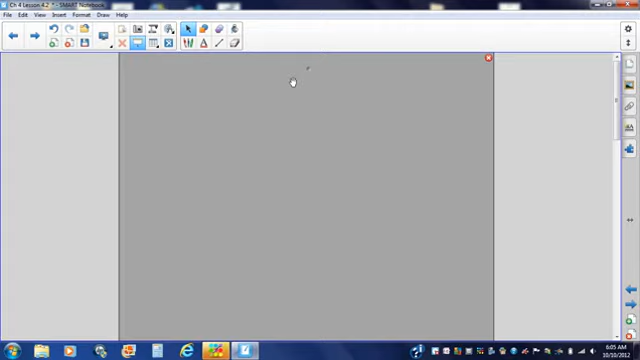 Ch 4 Lesson 4.2 * - SMART Notebook
File Edit View Insert Format Draw Help
6:05 AM
10/10/2012